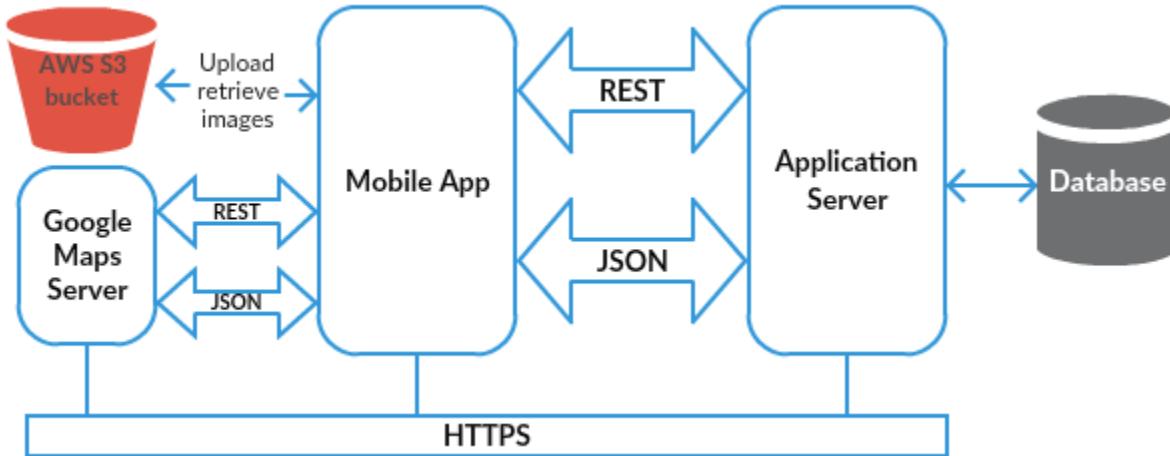 AWS S3
bucket
Upload
retrieve
images
Google
Maps
Server
REST
JSON
Mobile App
REST
JSON
Application
Server
Database
HTTPS